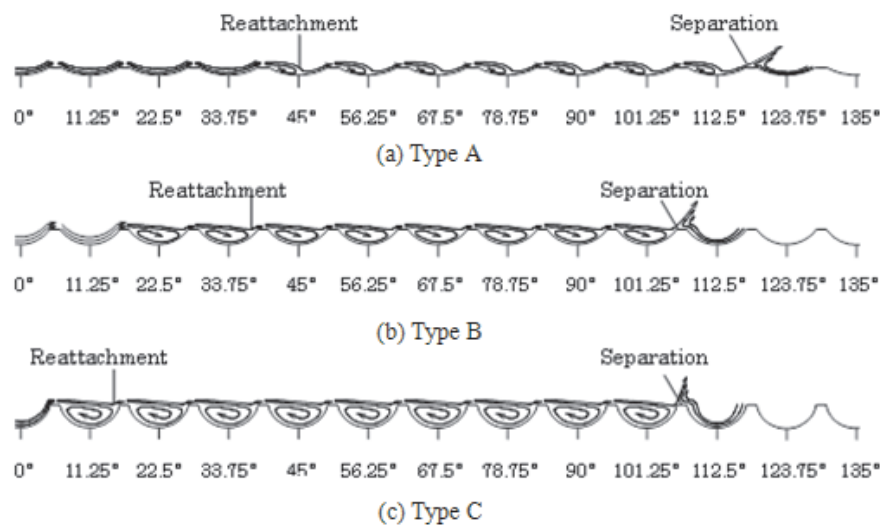 Reattachment Separation
0° 11.25° 22.5° 33.75° 45° 56.25° 67.5° 78.75° 90° 101.25° 112.5° 123.75° 135°
(a) Type A
Reattachment Separation
0° 11.25° 22.5° 33.75° 45° 56.25° 67.5° 78.75° 90° 101.25° 112.5° 123.75° 135°
(b) Type B
Reattachment Separation
0° 11.25° 22.5° 33.75° 45° 56.25° 67.5° 78.75° 90° 101.25° 112.5° 123.75° 135°
(c) Type C